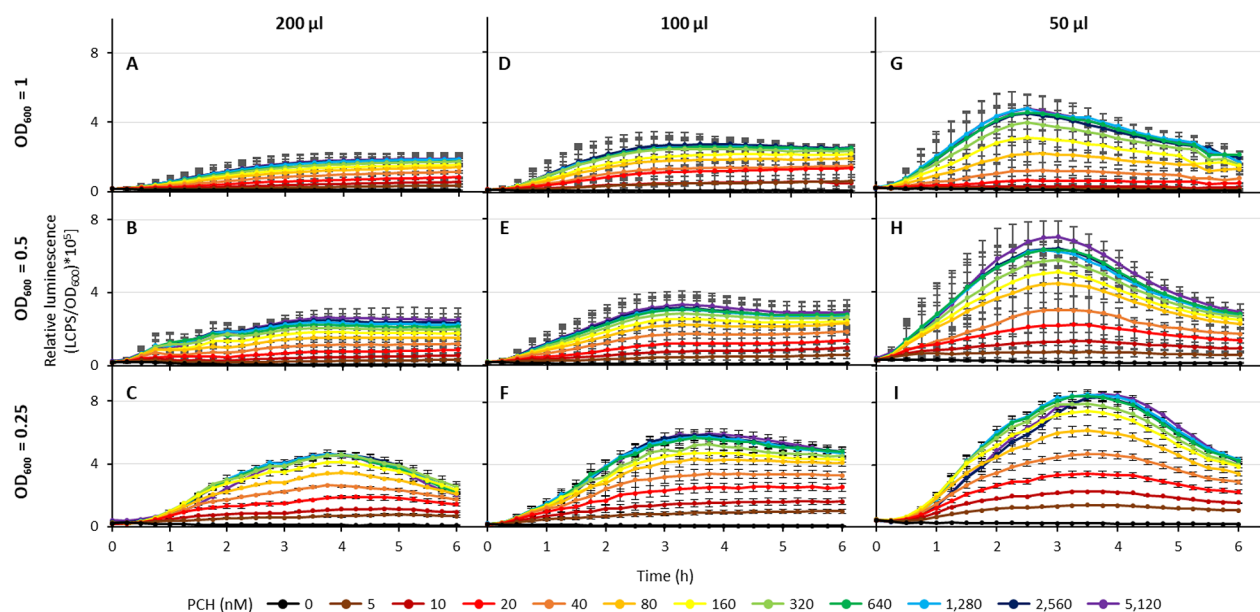 200 µl 100 µl 50 µl
OD600 = 1
8
4
0
A
D
G
Relative luminescence
(LCPS/OD600)*10⁵]
OD600 = 0.5
8
4
0
B
E
H
OD600 = 0.25
8
4
0
C
F
I
0 1 2 3 4 5 6
0 1 2 3 4 5 6
0 1 2 3 4 5 6
Time (h)
PCH (nM) 0 5 10 20 40 80 160 320 640 1,280 2,560 5,120